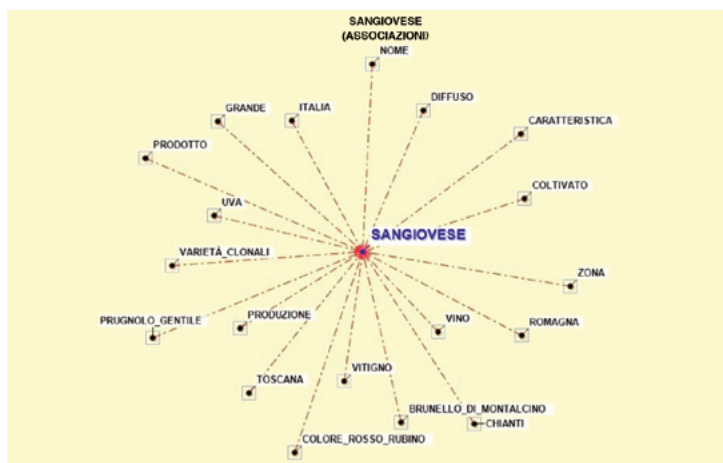 SANGIOVESE
(ASSOCIAZIONI)
NOME
DIFFUSO
GRANDE
ITALIA
CARATTERISTICA
PRODOTTO
COLTIVATO
UVA
SANGIOVESE
VARIETÀ_CLONALI
ZONA
PRUGNOLO_GENTILE
PRODUZIONE
VINO
ROMAGNA
VITIGNO
TOSCANA
BRUNELLO_DI_MONTALCINO
CHIANTI
COLORE_ROSSO_RUBINO